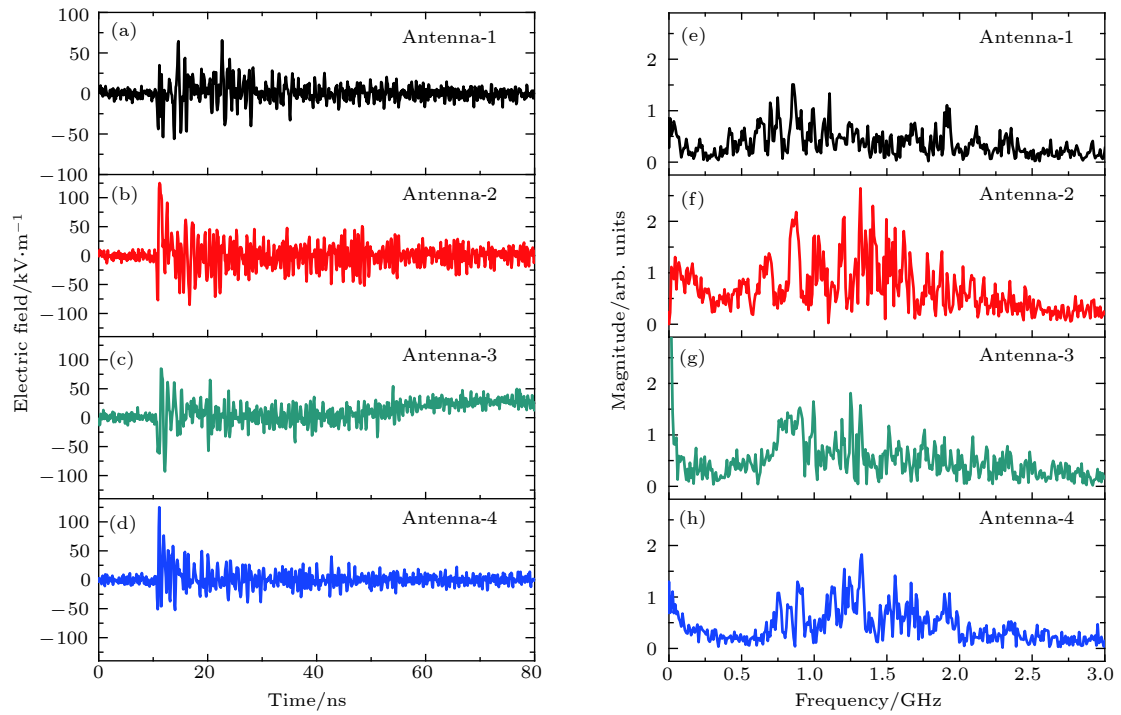 (a) Antenna-1
100
50
0
−50
−100
(b) Antenna-2
100
50
0
−50
−100
(c) Antenna-3
100
50
0
−50
−100
(d) Antenna-4
100
50
0
−50
−100
0 20 40 60 80
Time/ns
Electric field/kV·m−1
(e) Antenna-1
2
1
0
(f) Antenna-2
2
1
0
(g) Antenna-3
2
1
0
(h) Antenna-4
2
1
0
0 0.5 1.0 1.5 2.0 2.5 3.0
Frequency/GHz
Magnitude/arb. units